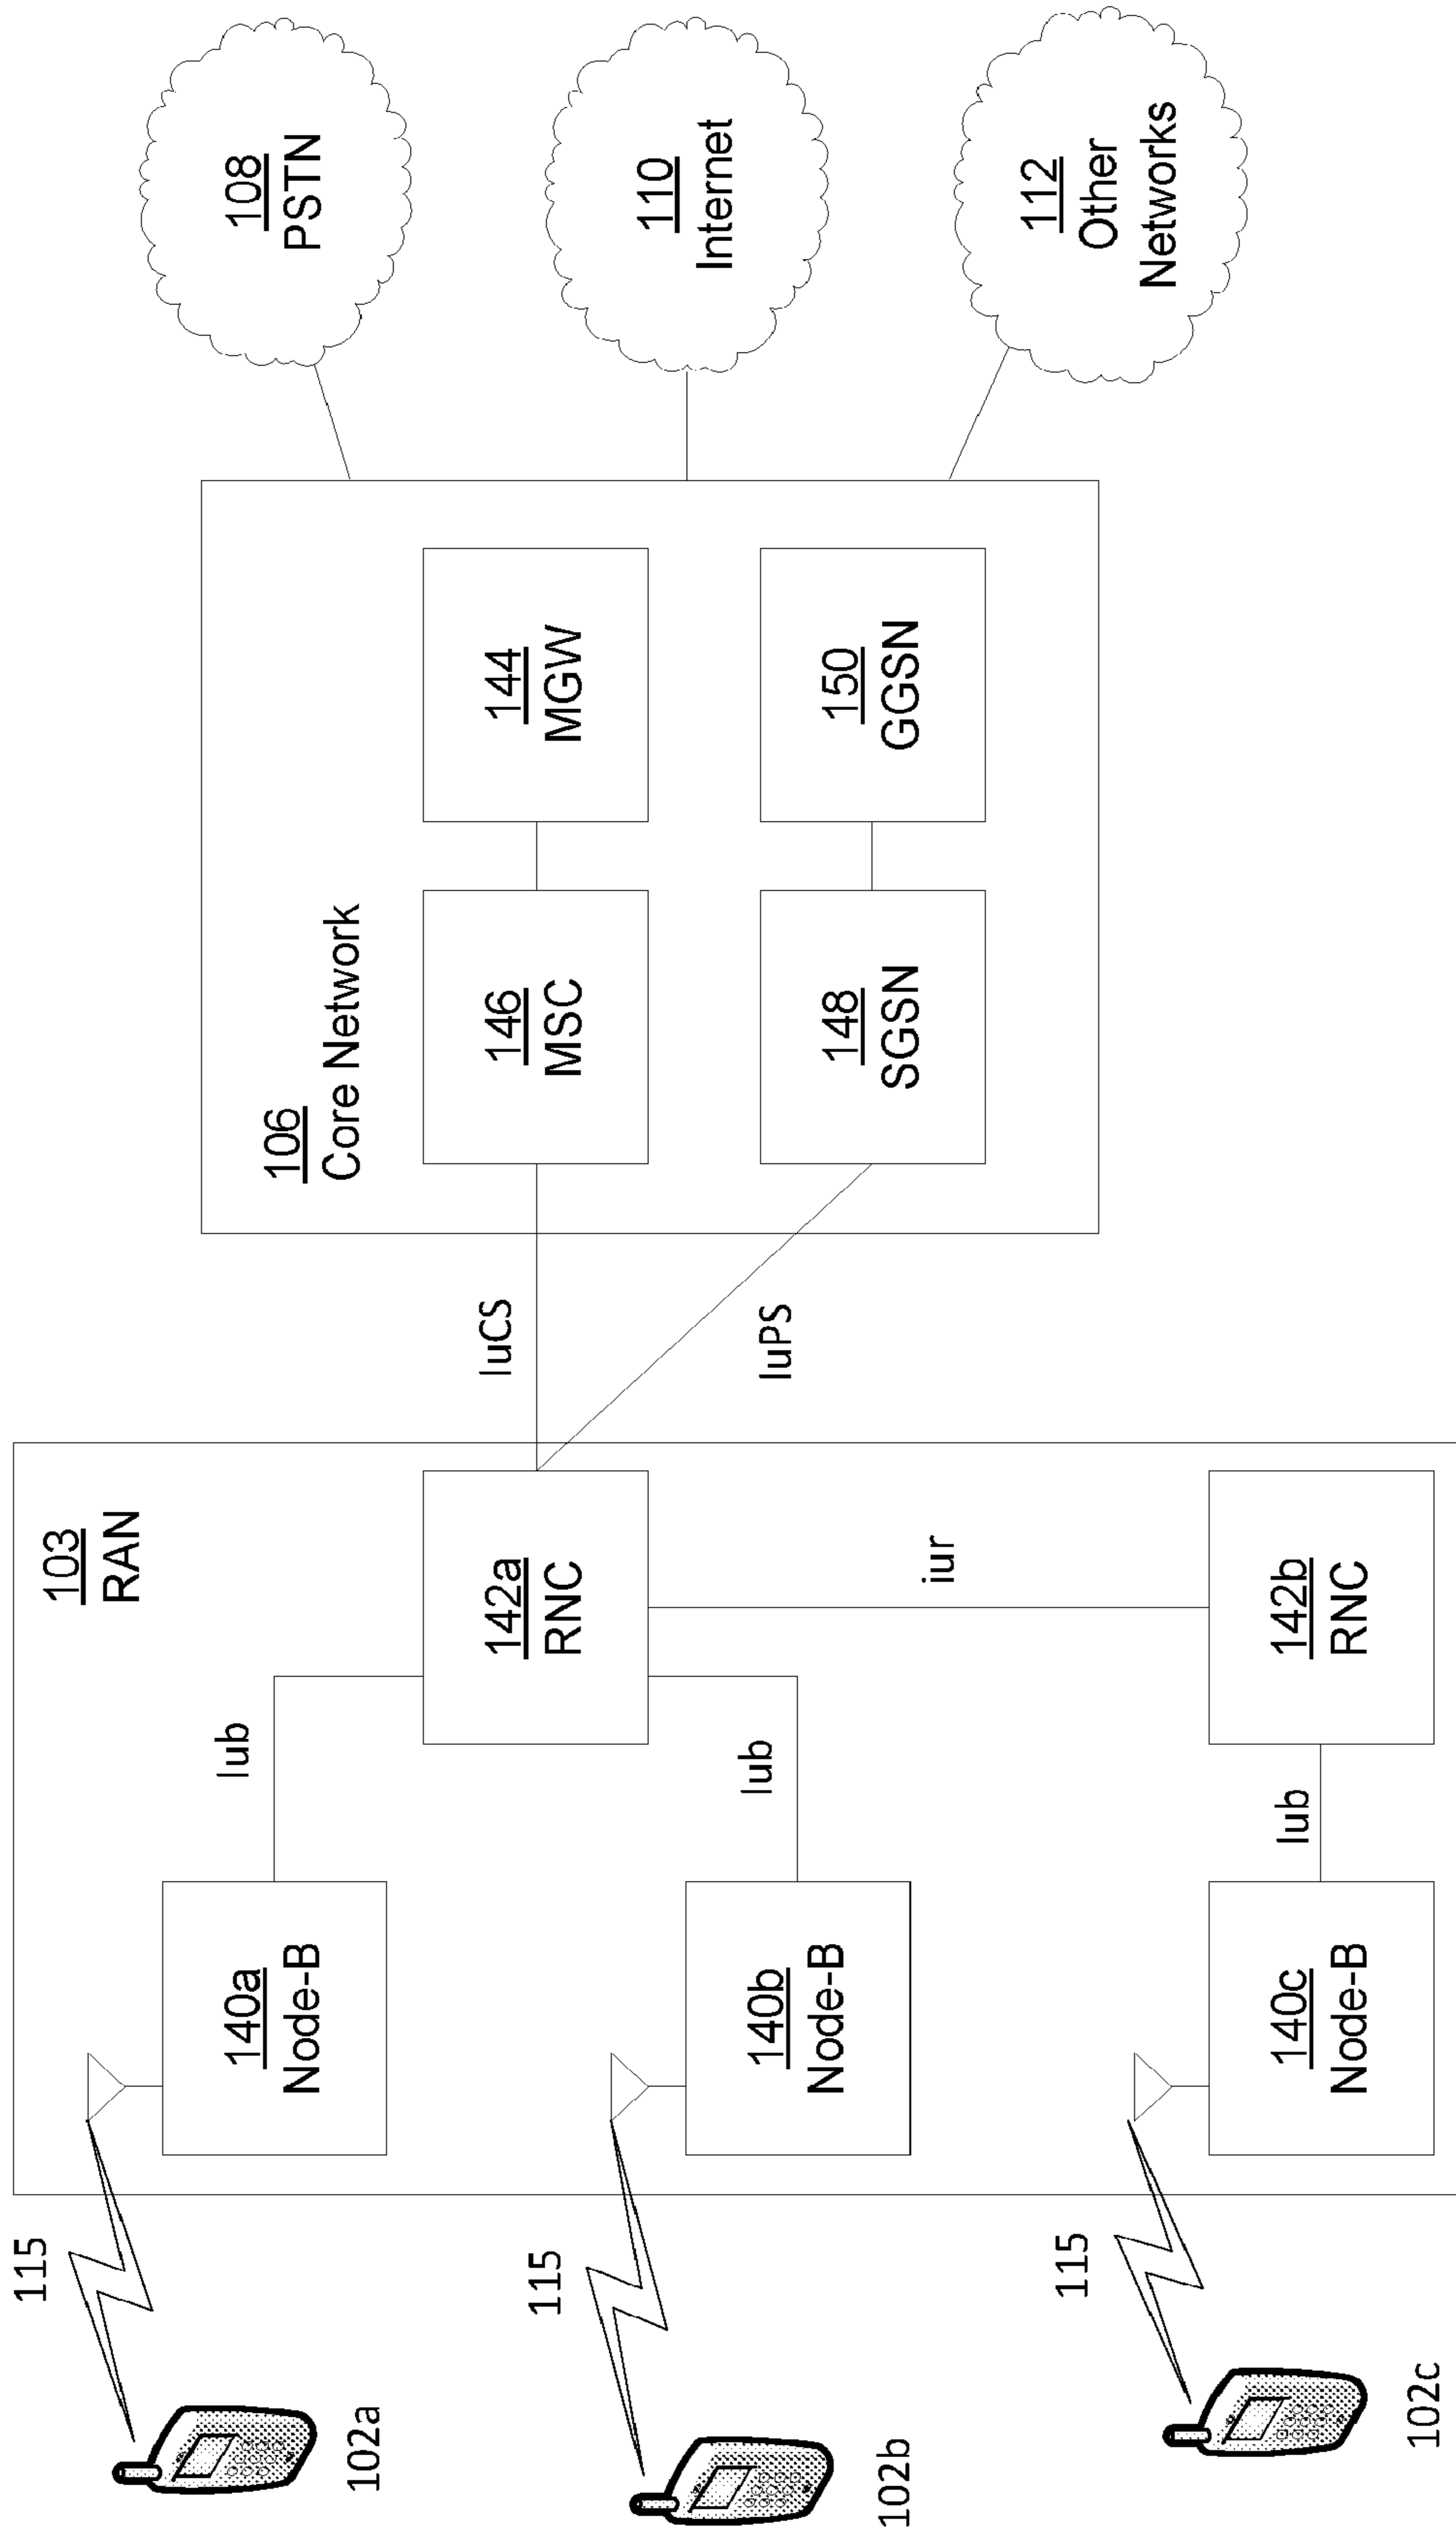 115
102a
115
102b
115
102c
103
RAN
140a
Node-B
140b
Node-B
140c
Node-B
Iub
Iub
Iub
142a
RNC
iur
142b
RNC
IuCS
IuPS
106
Core Network
146
MSC
144
MGW
148
SGSN
150
GGSN
108
PSTN
110
Internet
112
Other
Networks